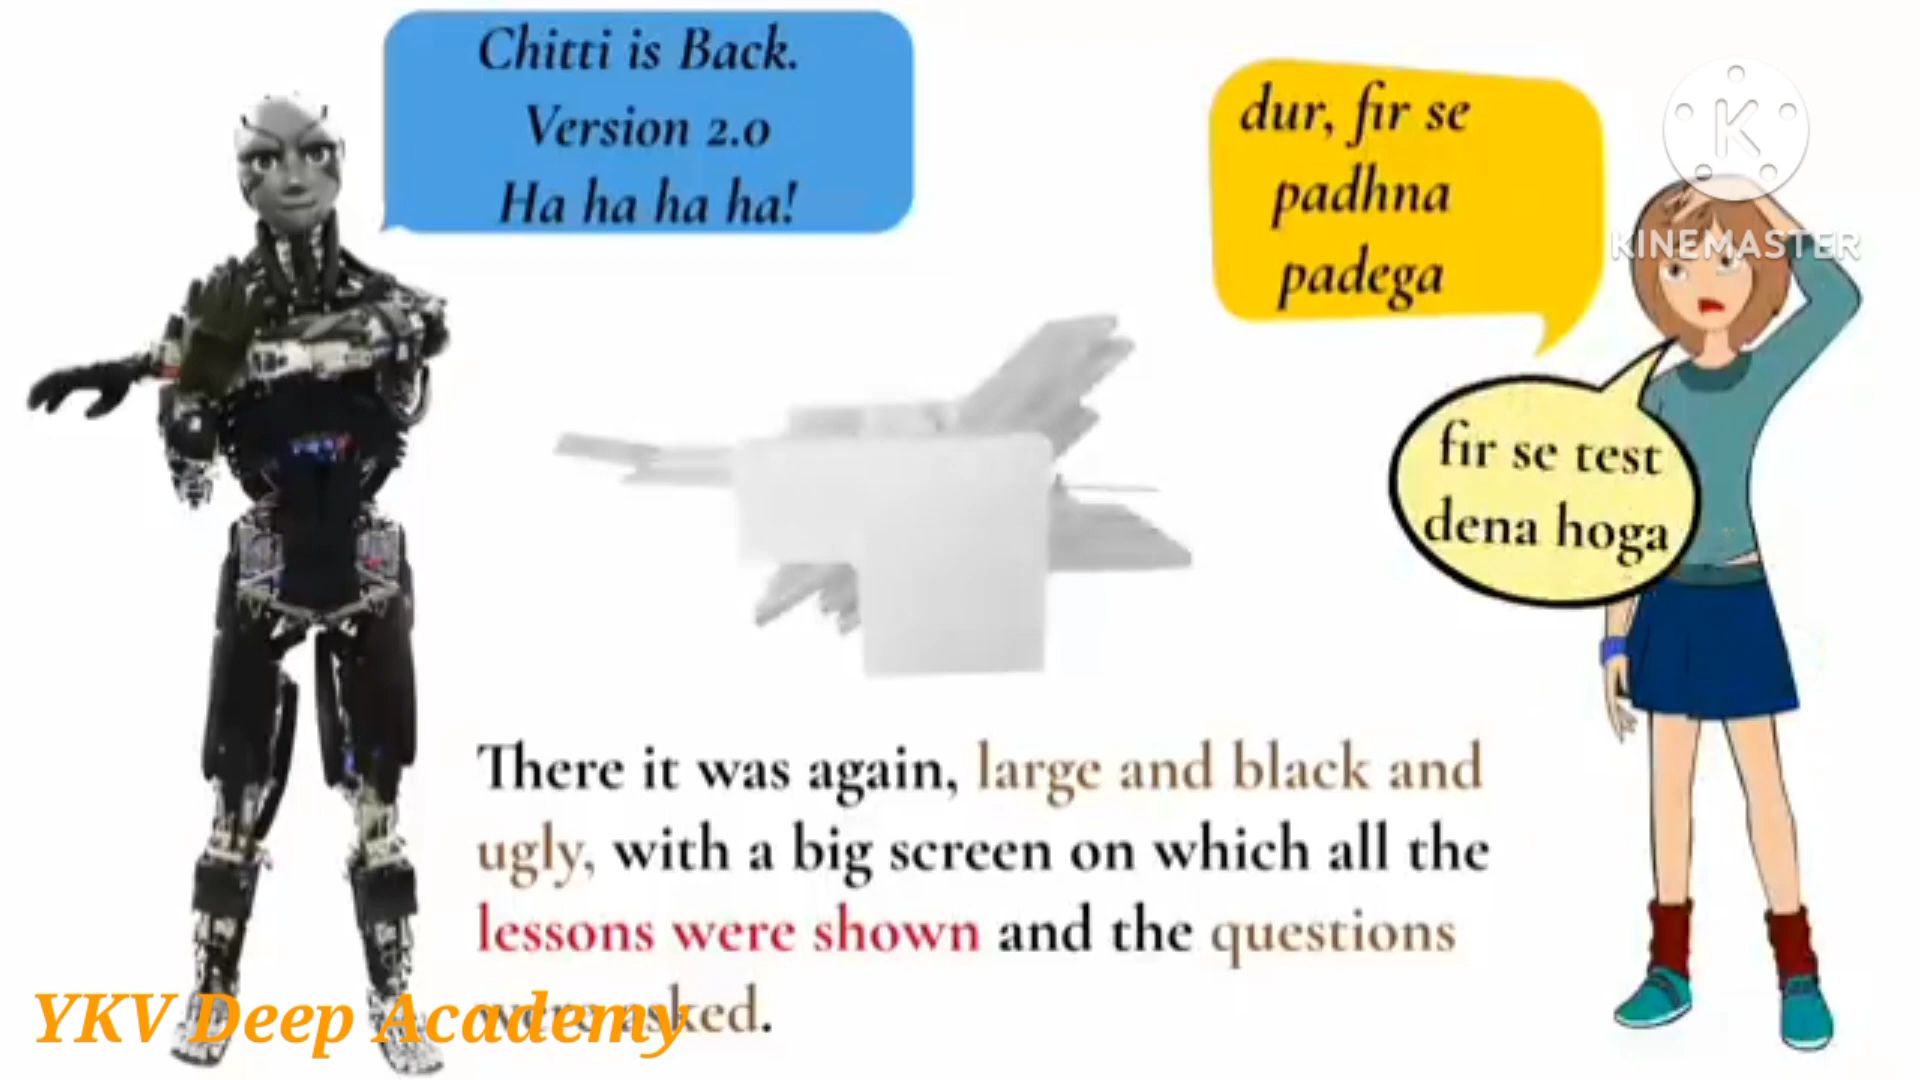 Chitti is Back.
Version 2.0
Ha ha ha ha!
dur, fir se
padhna
padega
K
KINEMASTER
fir se test
dena hoga
There it was again, large and black and
ugly, with a big screen on which all the
lessons were shown and the questions
were asked.
YKV Deep Academy